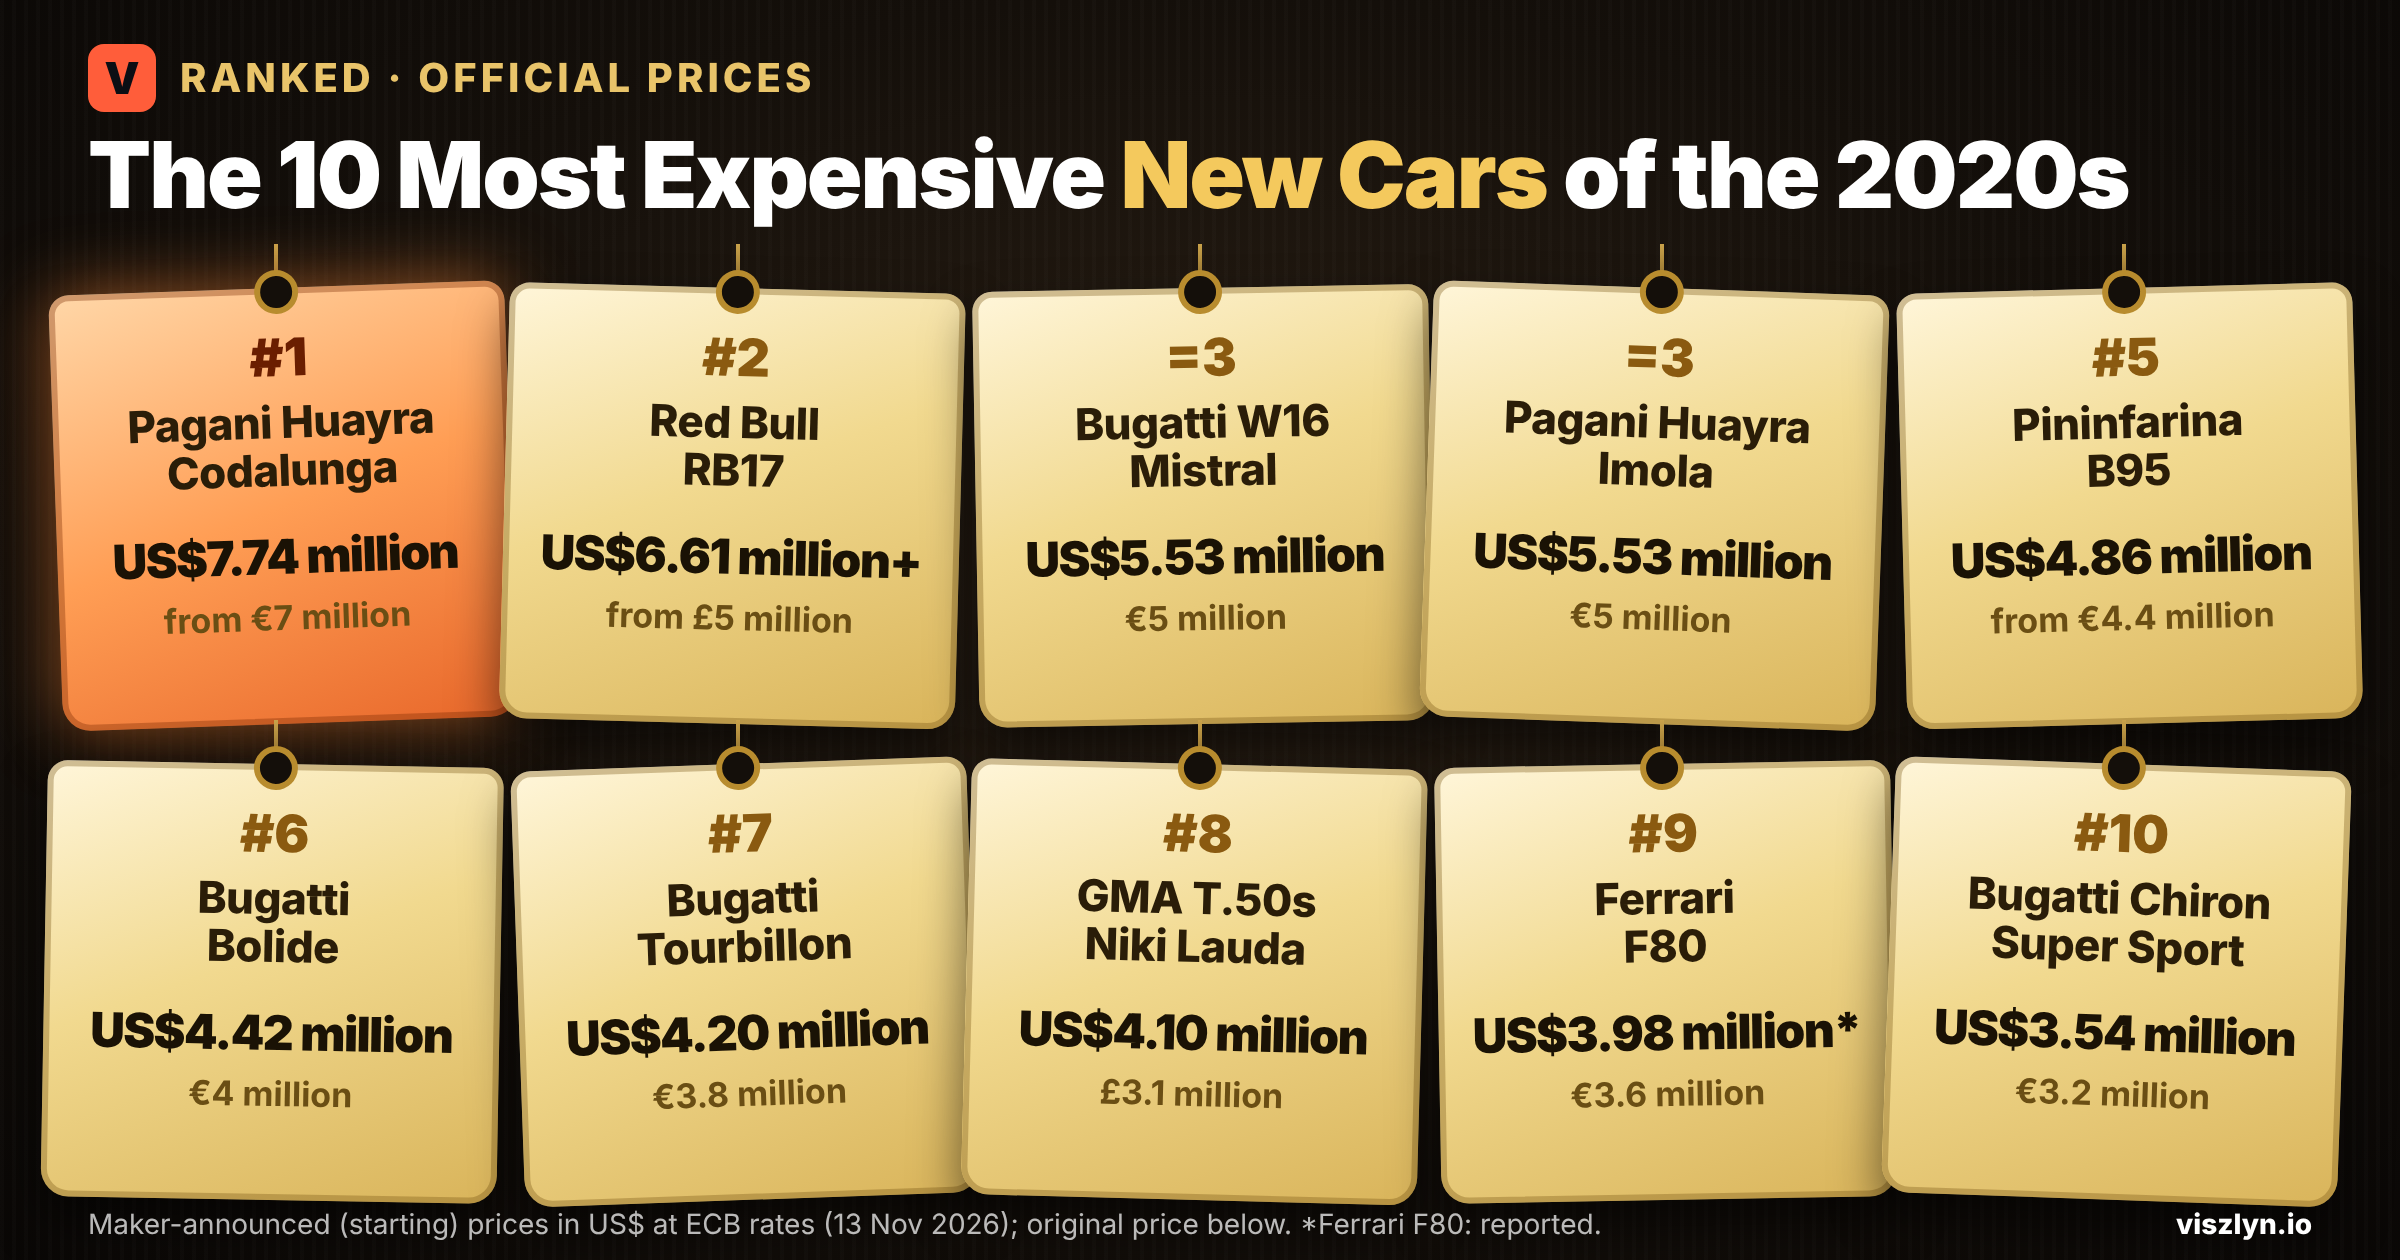 V RANKED · OFFICIAL PRICES
The 10 Most Expensive New Cars of the 2020s
#1
Pagani Huayra
Codalunga
US$7.74 million
from €7 million
#2
Red Bull
RB17
US$6.61 million+
from £5 million
=3
Bugatti W16
Mistral
US$5.53 million
€5 million
=3
Pagani Huayra
Imola
US$5.53 million
€5 million
#5
Pininfarina
B95
US$4.86 million
from €4.4 million
#6
Bugatti
Bolide
US$4.42 million
€4 million
#7
Bugatti
Tourbillon
US$4.20 million
€3.8 million
#8
GMA T.50s
Niki Lauda
US$4.10 million
£3.1 million
#9
Ferrari
F80
US$3.98 million*
€3.6 million
#10
Bugatti Chiron
Super Sport
US$3.54 million
€3.2 million
Maker-announced (starting) prices in US$ at ECB rates (13 Nov 2026); original price below. *Ferrari F80: reported.
viszlyn.io